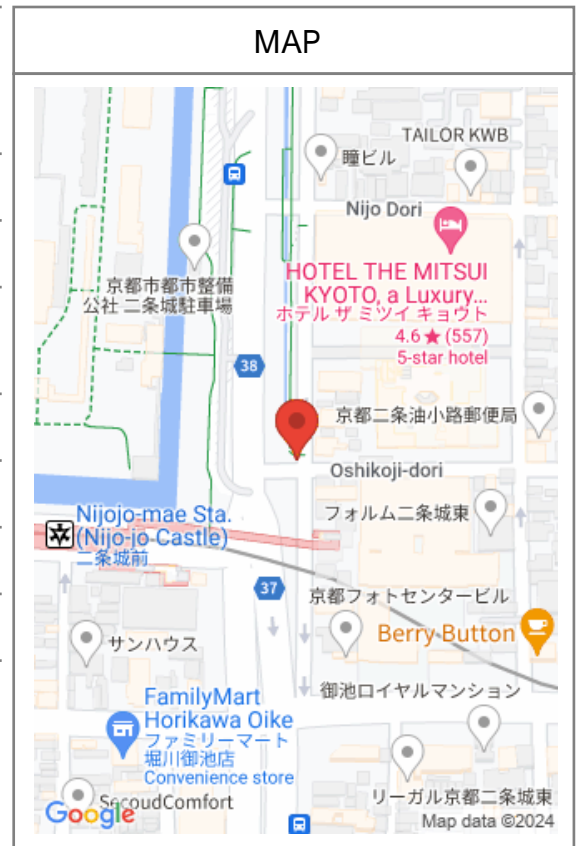 MAP
TAILOR KWB
瞳ビル
Nijo Dori
京都市都市整備
公社 二条城駐車場
HOTEL THE MITSUI
KYOTO, a Luxury...
ホテル ザ ミツイ キョウト
4.6★(557)
5-star hotel
38
京都二条油小路郵便局
Oshikoji-dori
Nijojo-mae Sta.
(Nijo-jo Castle)
二条城前
フォルム二条城東
37
京都フォトセンタービル
Berry Button
サンハウス
御池ロイヤルマンション
FamilyMart
Horikawa Oike
ファミリーマート
堀川御池店
Convenience store
SecoudComfort
リーガル京都二条城東
Google
Map data ©2024